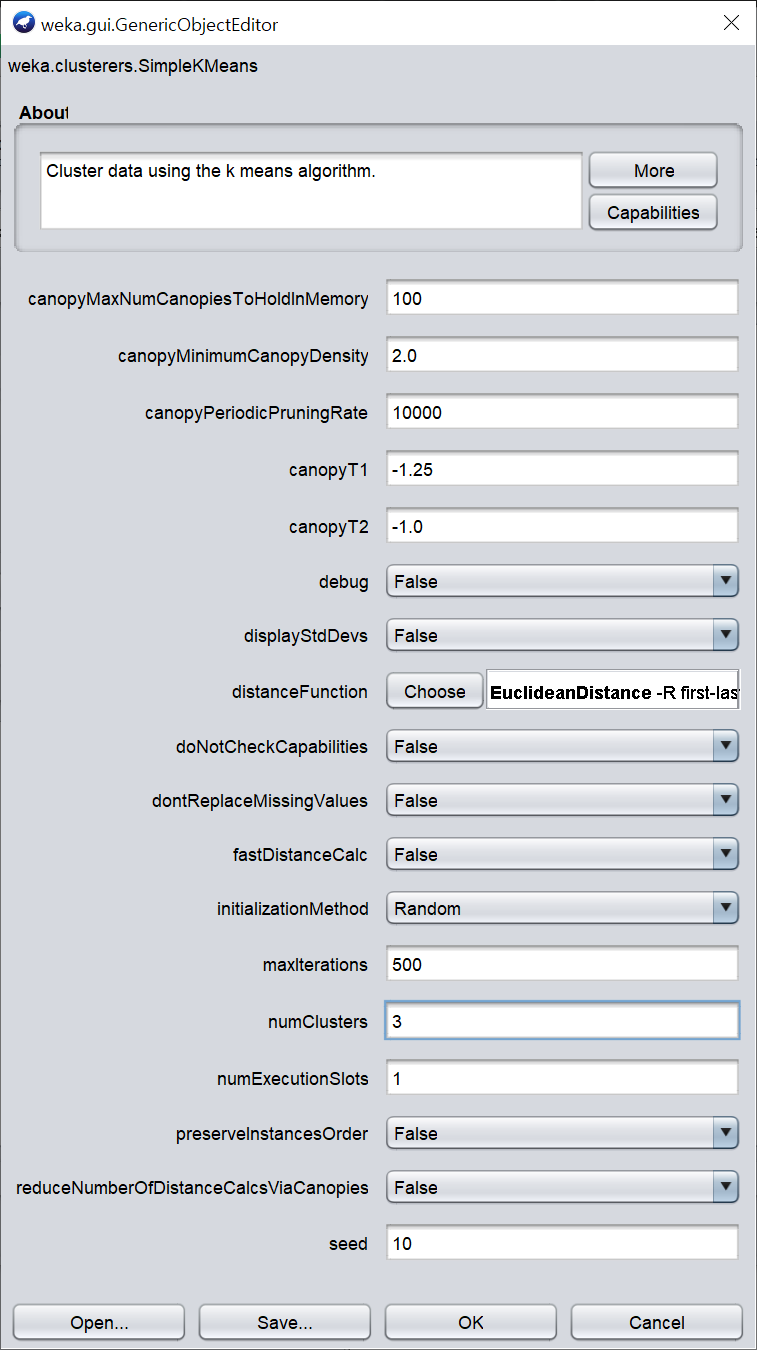 weka.gui.GenericObjectEditor
weka.clusterers.SimpleKMeans
About
Cluster data using the k means algorithm.
More
Capabilities
canopyMaxNumCanopiesToHoldInMemory 100
canopyMinimumCanopyDensity 2.0
canopyPeriodicPruningRate 10000
canopyT1 -1.25
canopyT2 -1.0
debug False
displayStdDevs False
distanceFunction Choose EuclideanDistance -R first-las
doNotCheckCapabilities False
dontReplaceMissingValues False
fastDistanceCalc False
initializationMethod Random
maxIterations 500
numClusters 3
numExecutionSlots 1
preserveInstancesOrder False
reduceNumberOfDistanceCalcsViaCanopies False
seed 10
Open... Save... OK Cancel